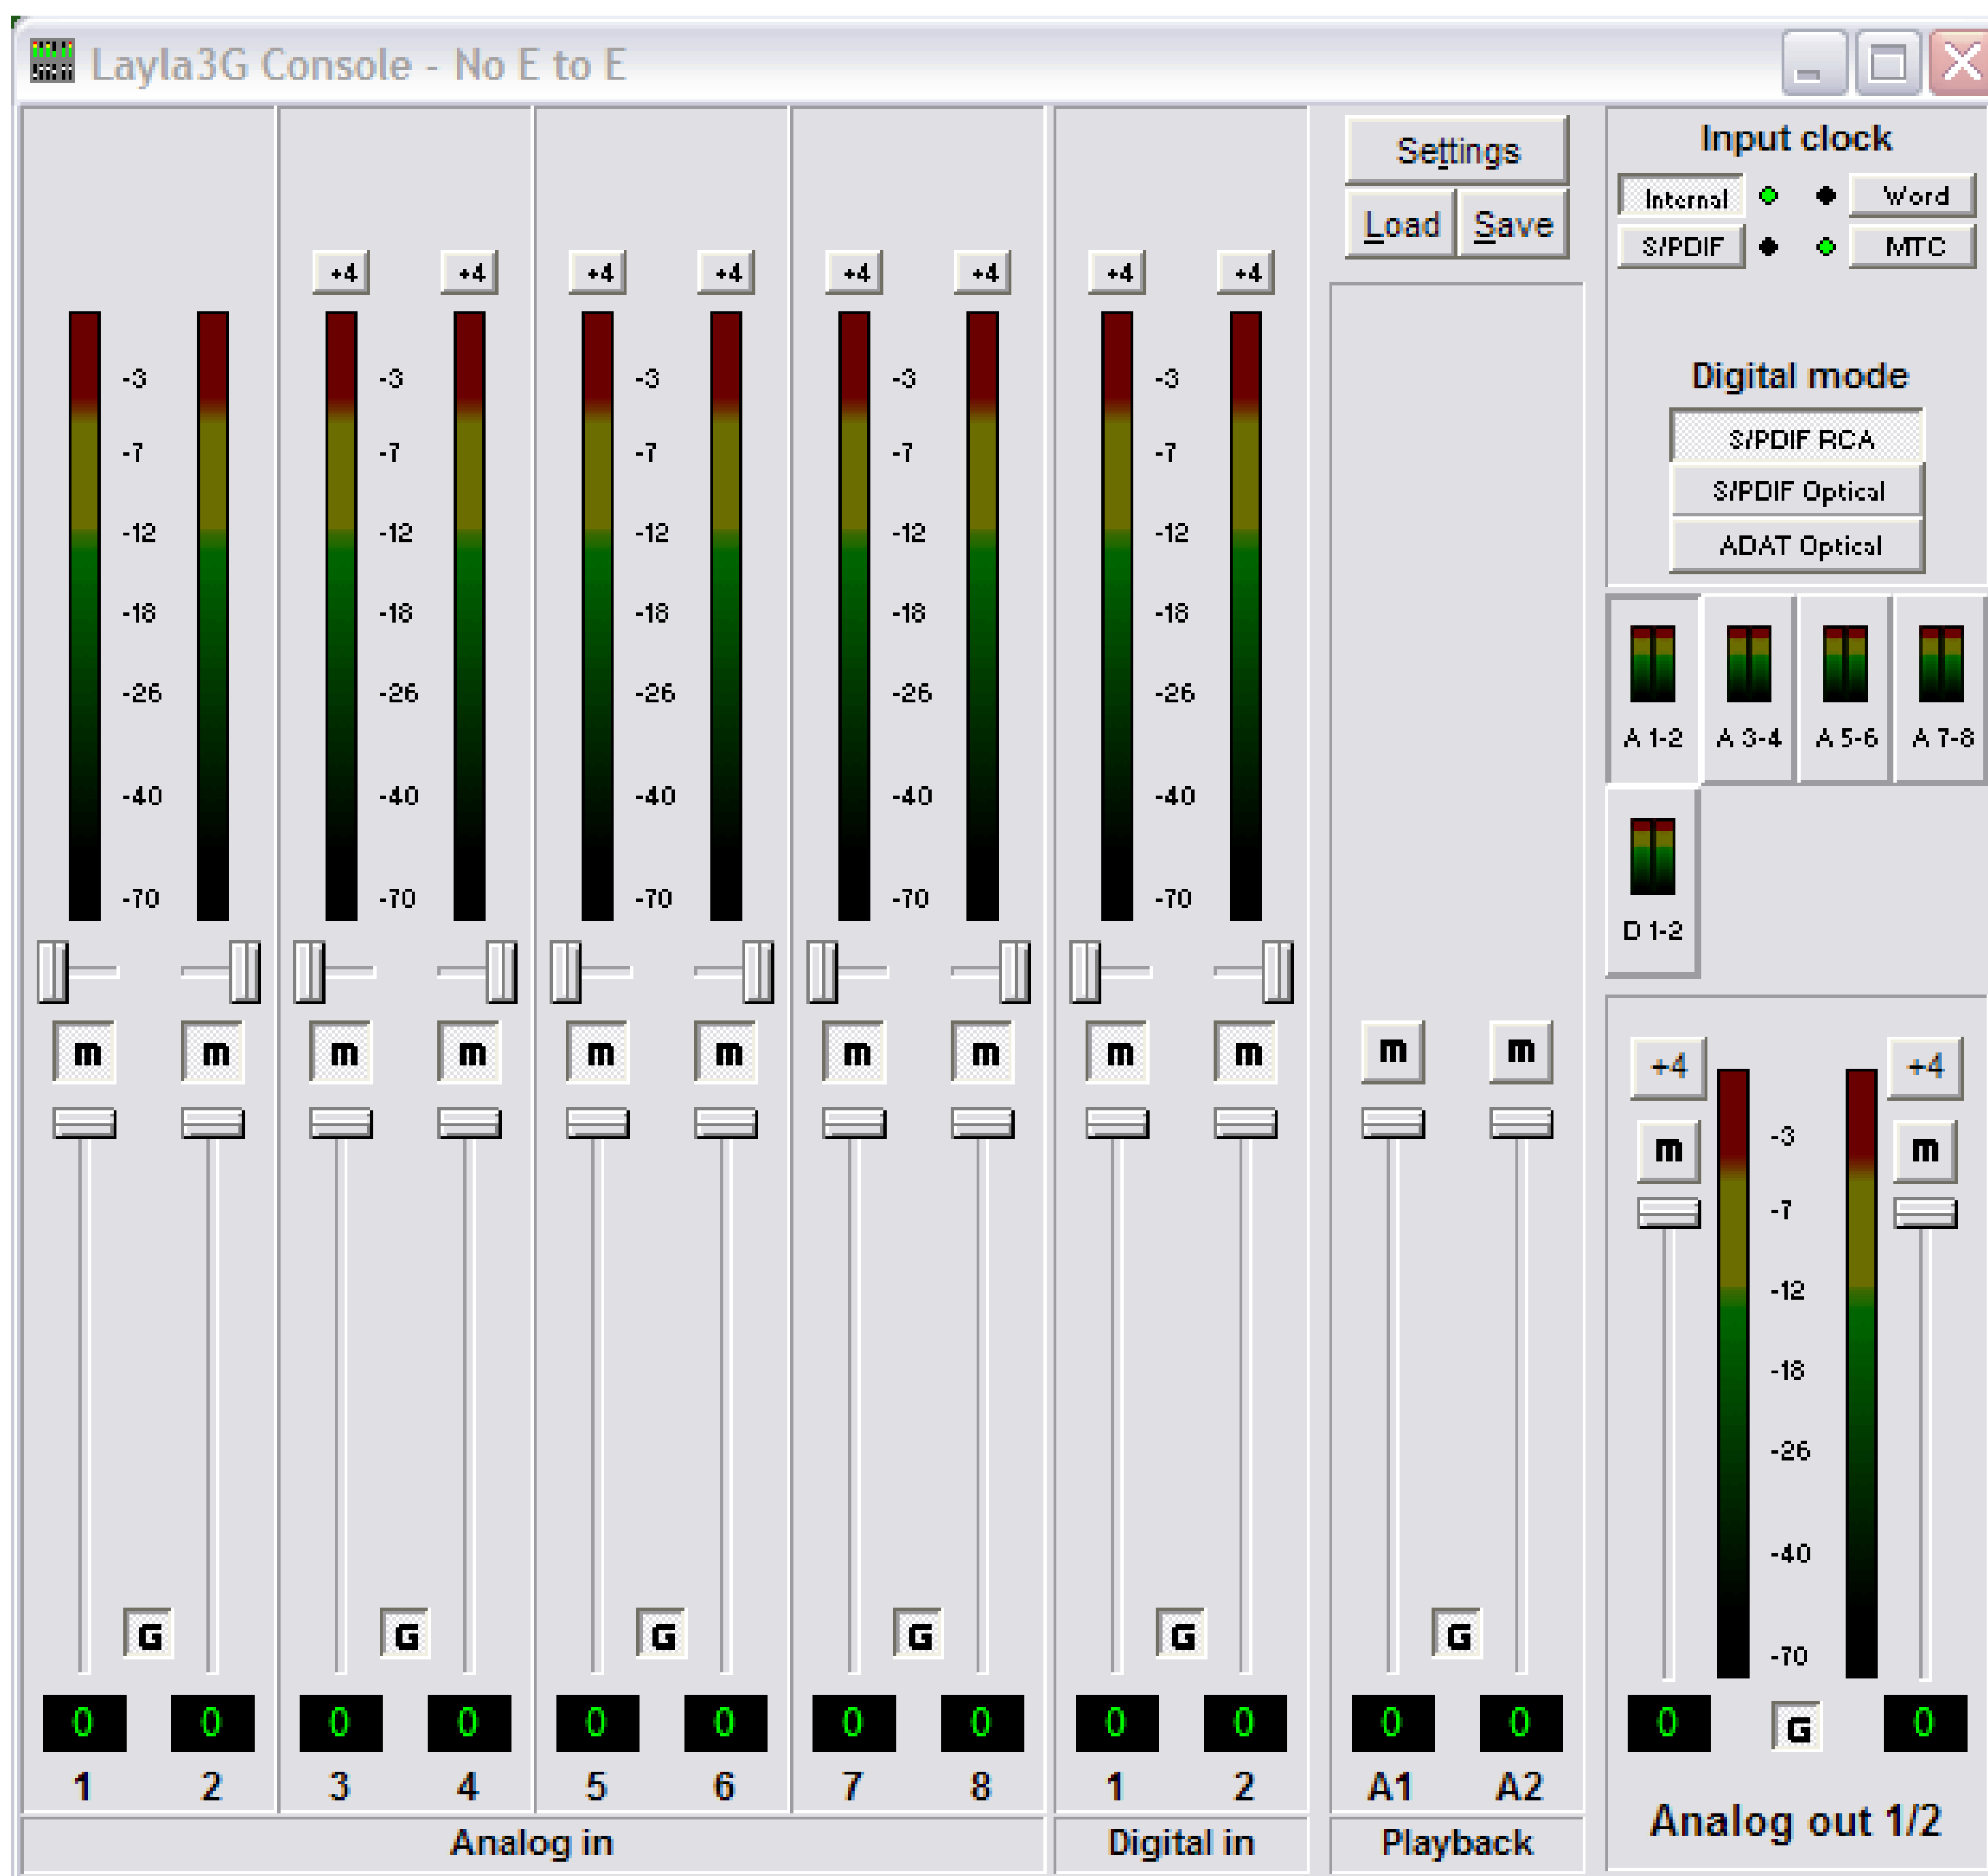 Layla3G Console - No E to E
Settings
Load Save
Input clock
Internal Word
S/PDIF MTC
+4 +4 +4 +4 +4 +4 +4 +4
Digital mode
S/PDIF RCA
S/PDIF Optical
ADAT Optical
-3 -3 -3 -3 -3
-7 -7 -7 -7 -7
-12 -12 -12 -12 -12
-18 -18 -18 -18 -18
-26 -26 -26 -26 -26
-40 -40 -40 -40 -40
-70 -70 -70 -70 -70
A 1-2 A 3-4 A 5-6 A 7-8
D 1-2
m m m m m m m m m m m m
G G G G G G
0 0 0 0 0 0 0 0 0 0 0 0
1 2 3 4 5 6 7 8 1 2 A1 A2
Analog in Digital in Playback
+4 +4
m m
-3
-7
-12
-18
-26
-40
-70
0 G 0
Analog out 1/2